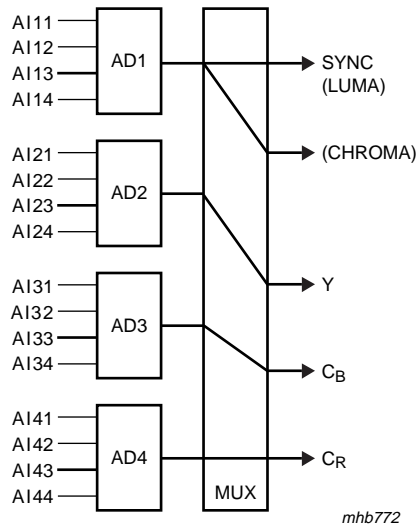 AI11
AI12
AI13
AI14
AD1
SYNC
(LUMA)
(CHROMA)
AI21
AI22
AI23
AI24
AD2
Y
AI31
AI32
AI33
AI34
AD3
CB
AI41
AI42
AI43
AI44
AD4
CR
MUX
mhb772